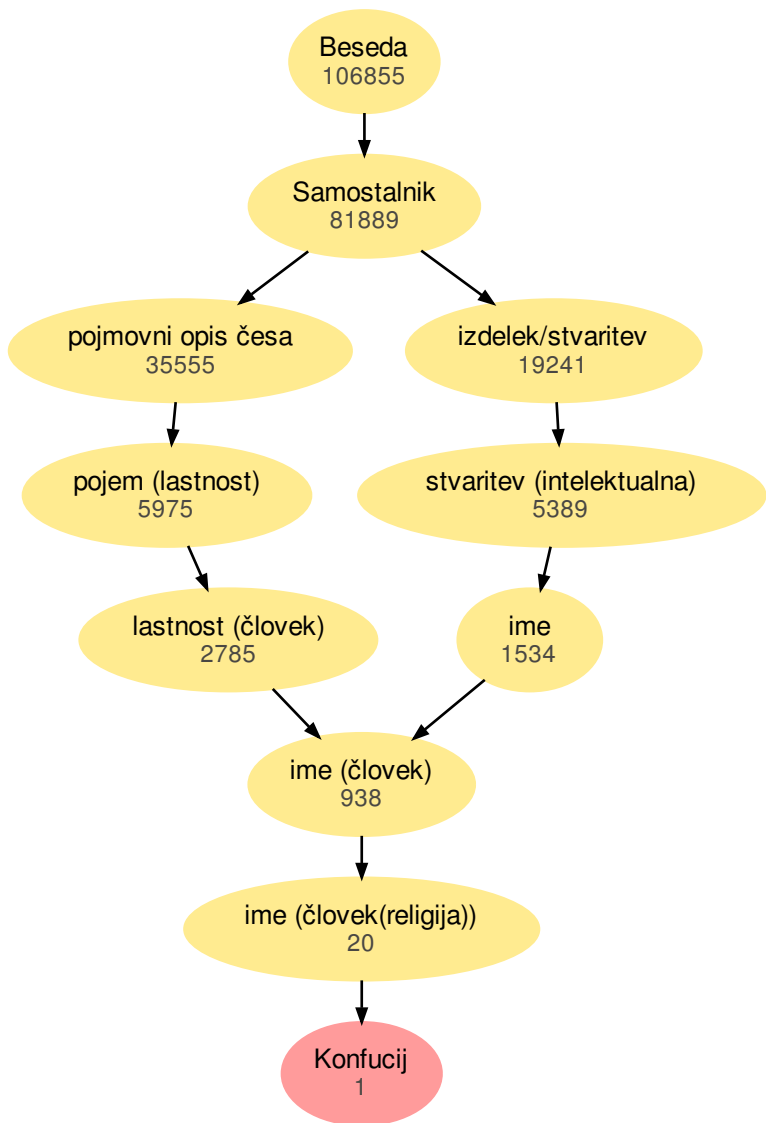 Beseda
106855
Samostalnik
81889
pojmovni opis česa
35555
izdelek/stvaritev
19241
pojem (lastnost)
5975
stvaritev (intelektualna)
5389
lastnost (človek)
2785
ime
1534
ime (človek)
938
ime (človek(religija))
20
Konfucij
1